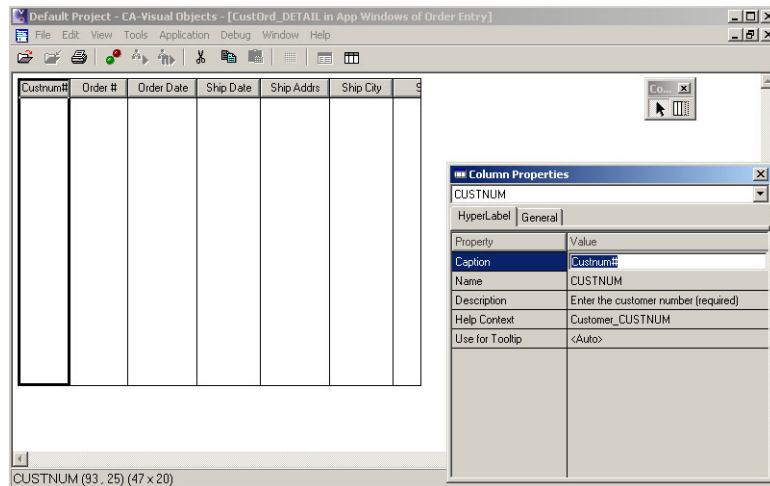 Default Project - CA-Visual Objects - [CustOrd_DETAIL in App Windows of Order Entry]
File Edit View Tools Application Debug Window Help
Custnum# Order # Order Date Ship Date Ship Addrs Ship City S
Co...
Column Properties
CUSTNUM
HyperLabel General
Property Value
Caption Custnum#
Name CUSTNUM
Description Enter the customer number (required)
Help Context Customer_CUSTNUM
Use for Tooltip <Auto>
CUSTNUM (93 , 25) (47 x 20)